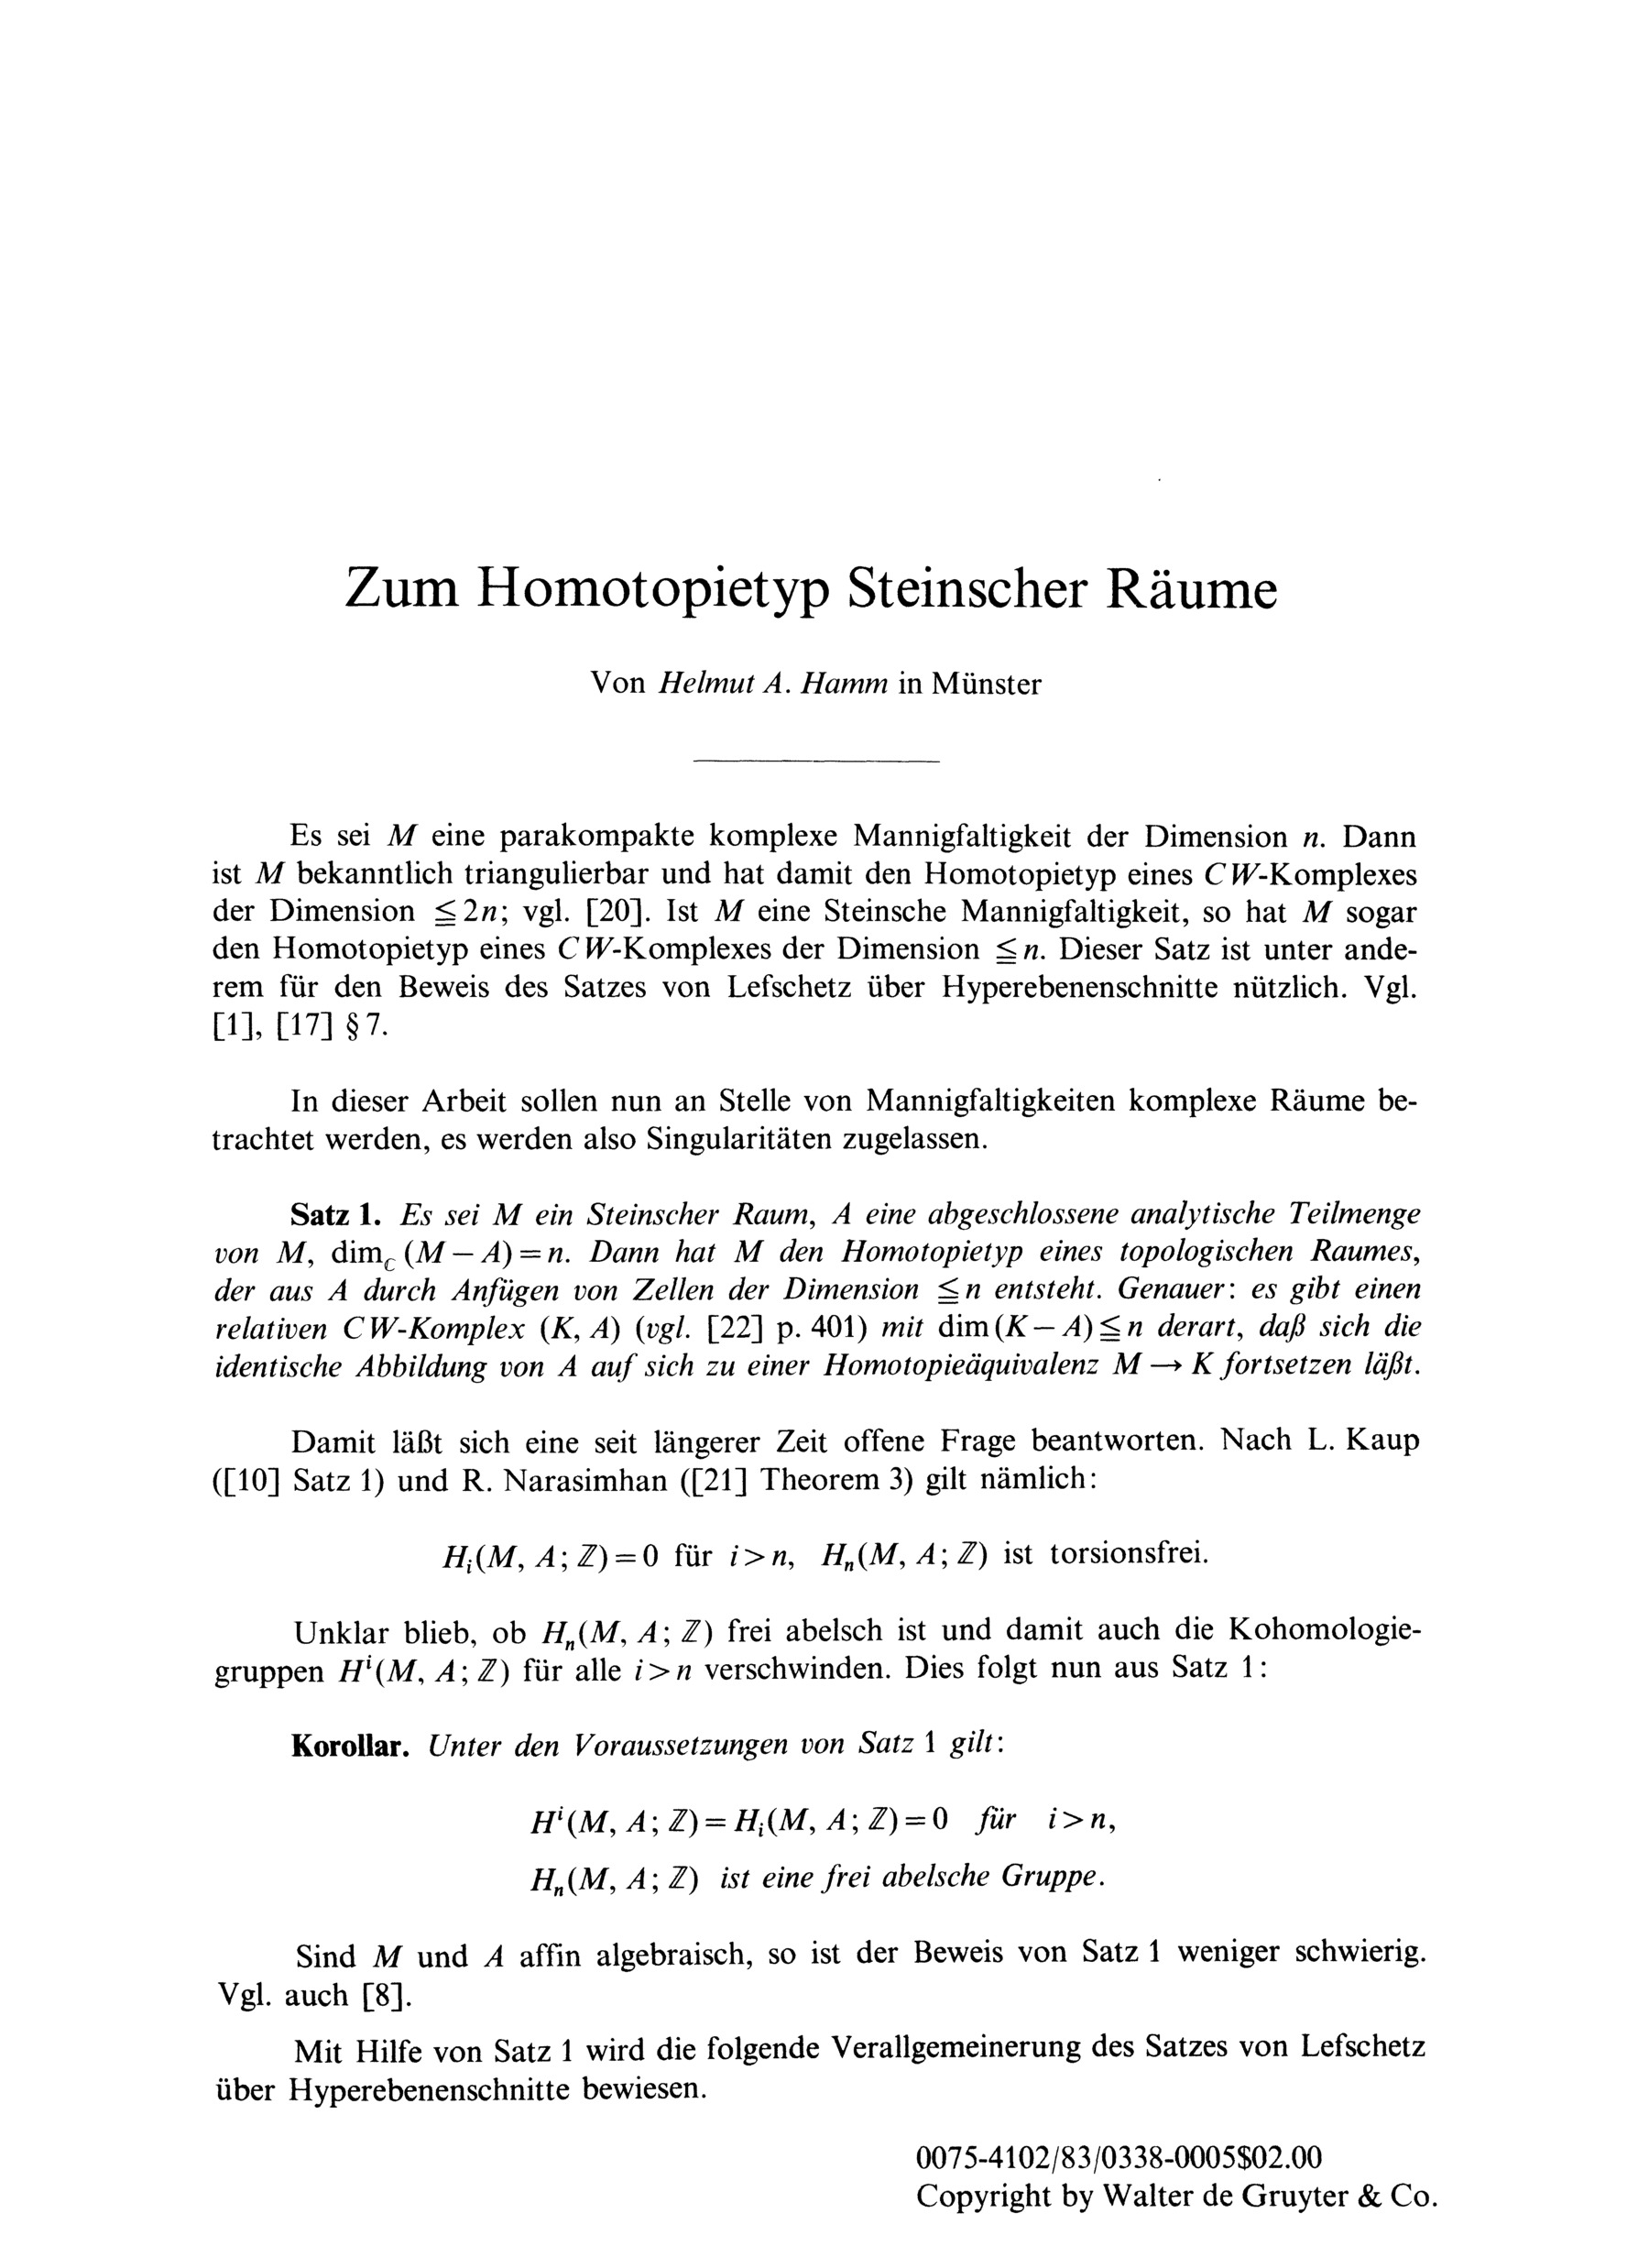 Zum Homotopietyp Steinscher Räume
Von Helmut A. Hamm in Münster
Es sei M eine parakompakte komplexe Mannigfaltigkeit der Dimension n. Dann
ist M bekanntlich triangulierbar und hat damit den Homotopietyp eines CW-Komplexes
der Dimension ≦2n; vgl. [20]. Ist M eine Steinsche Mannigfaltigkeit, so hat M sogar
den Homotopietyp eines CW-Komplexes der Dimension ≦n. Dieser Satz ist unter ande-
rem für den Beweis des Satzes von Lefschetz über Hyperebenenschnitte nützlich. Vgl.
[1], [17] § 7.
In dieser Arbeit sollen nun an Stelle von Mannigfaltigkeiten komplexe Räume be-
trachtet werden, es werden also Singularitäten zugelassen.
Satz 1. Es sei M ein Steinscher Raum, A eine abgeschlossene analytische Teilmenge
von M, dim_ℂ (M − A) = n. Dann hat M den Homotopietyp eines topologischen Raumes,
der aus A durch Anfügen von Zellen der Dimension ≦n entsteht. Genauer: es gibt einen
relativen CW-Komplex (K, A) (vgl. [22] p. 401) mit dim (K − A) ≦ n derart, daß sich die
identische Abbildung von A auf sich zu einer Homotopieäquivalenz M → K fortsetzen läßt.
Damit läßt sich eine seit längerer Zeit offene Frage beantworten. Nach L. Kaup
([10] Satz 1) und R. Narasimhan ([21] Theorem 3) gilt nämlich:
H_i(M, A; ℤ) = 0 für i > n, H_n(M, A; ℤ) ist torsionsfrei.
Unklar blieb, ob H_n(M, A; ℤ) frei abelsch ist und damit auch die Kohomologie-
gruppen H^i(M, A; ℤ) für alle i > n verschwinden. Dies folgt nun aus Satz 1:
Korollar. Unter den Voraussetzungen von Satz 1 gilt:
H^i(M, A; ℤ) = H_i(M, A; ℤ) = 0 für i > n,
H_n(M, A; ℤ) ist eine frei abelsche Gruppe.
Sind M und A affin algebraisch, so ist der Beweis von Satz 1 weniger schwierig.
Vgl. auch [8].
Mit Hilfe von Satz 1 wird die folgende Verallgemeinerung des Satzes von Lefschetz
über Hyperebenenschnitte bewiesen.
0075-4102/83/0338-0005$02.00
Copyright by Walter de Gruyter & Co.